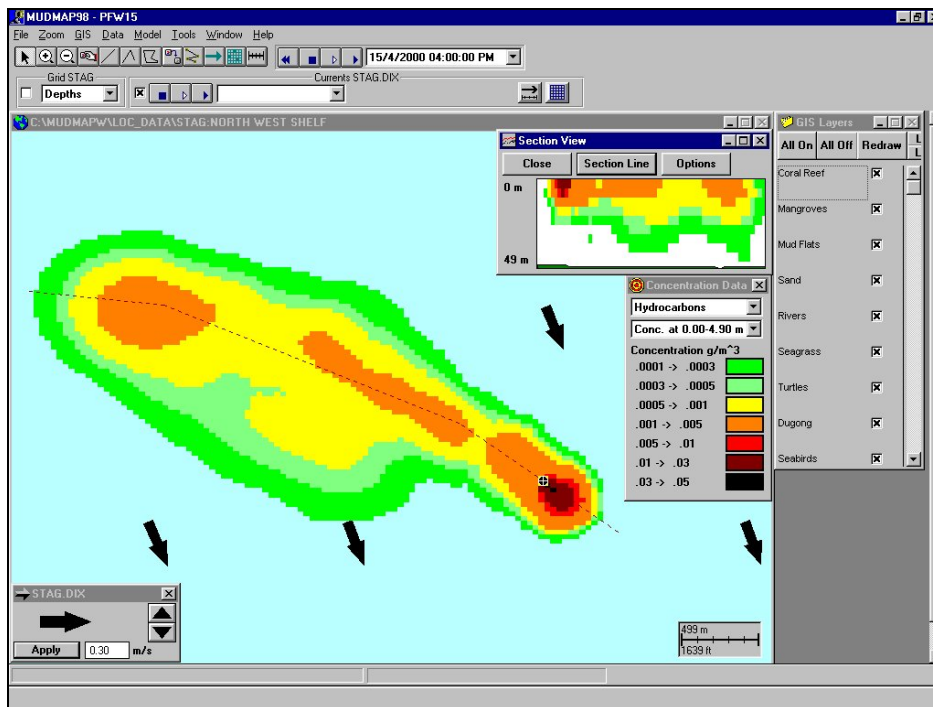 MUDMAP98 - PFW15
File Zoom GIS Data Model Tools Window Help
15/4/2000 04:00:00 PM
Grid STAG
Depths
Currents STAG.DIX
C:\MUDMAPW\LOC_DATA\STAG:NORTH WEST SHELF
Section View
Close Section Line Options
0 m
49 m
GIS Layers
All On All Off Redraw L L
Coral Reef
Mangroves
Mud Flats
Sand
Rivers
Seagrass
Turtles
Dugong
Seabirds
Concentration Data
Hydrocarbons
Conc. at 0.00-4.90 m
Concentration g/m^3
.0001 -> .0003
.0003 -> .0005
.0005 -> .001
.001 -> .005
.005 -> .01
.01 -> .03
.03 -> .05
STAG.DIX
Apply 0.30 m/s
499 m
1639 ft